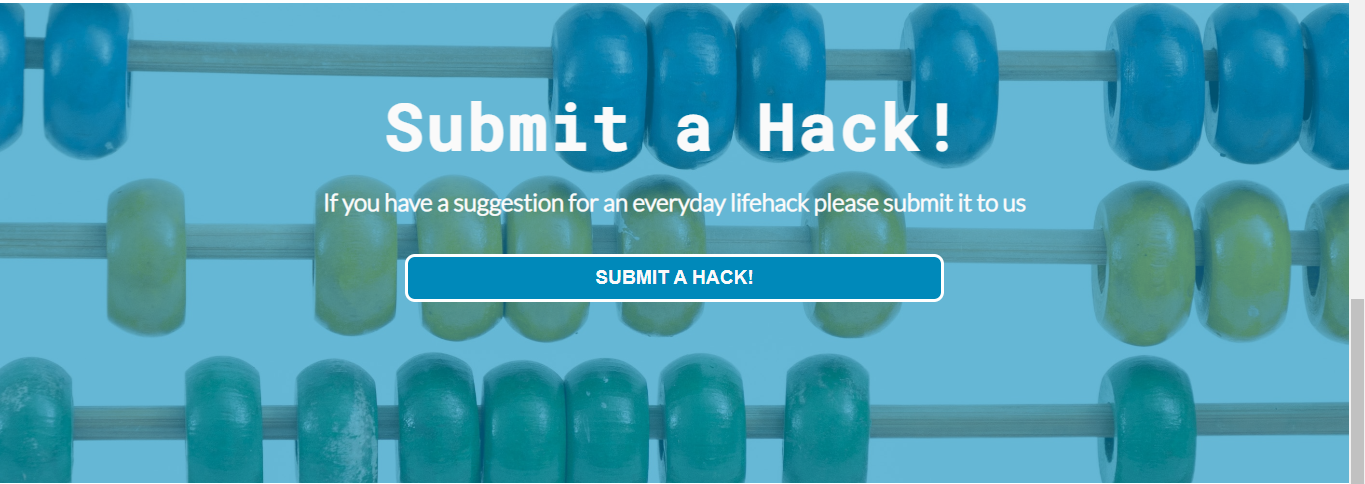 Submit a Hack!
If you have a suggestion for an everyday lifehack please submit it to us
SUBMIT A HACK!